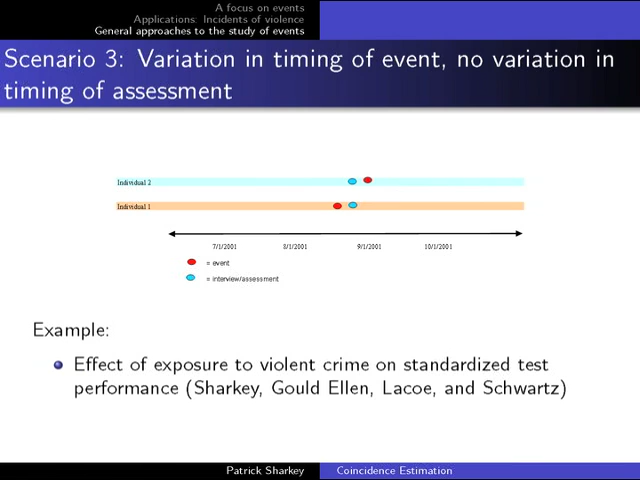 A focus on events
Applications: Incidents of violence
General approaches to the study of events
Scenario 3: Variation in timing of event, no variation in
timing of assessment
Individual 2
Individual 1
7/1/2001 8/1/2001 9/1/2001 10/1/2001
= event
= interview/assessment
Example:
Effect of exposure to violent crime on standardized test
performance (Sharkey, Gould Ellen, Lacoe, and Schwartz)
Patrick Sharkey Coincidence Estimation